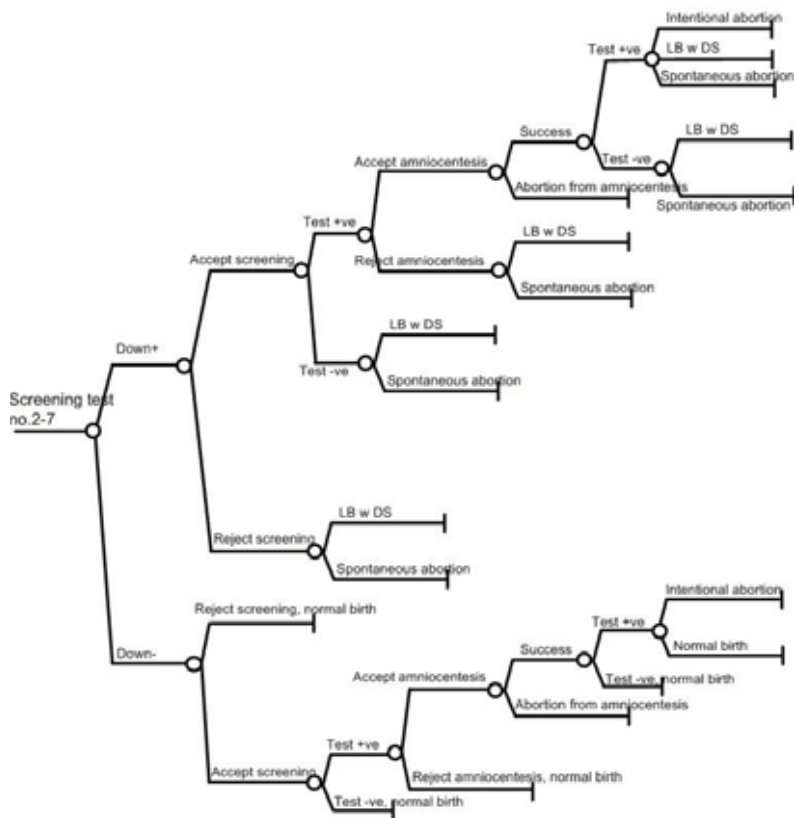 Intentional abortion
Test +ve
LB w DS
Spontaneous abortion
Success
LB w DS
Test -ve
Accept amniocentesis
Abortion from amniocentesis
Spontaneous abortion
Test +ve
LB w DS
Accept screening
Reject amniocentesis
Spontaneous abortion
LB w DS
Down+
Test -ve
Spontaneous abortion
Screening test
no.2-7
LB w DS
Reject screening
Spontaneous abortion
Intentional abortion
Reject screening, normal birth
Test +ve
Normal birth
Down-
Success
Accept amniocentesis
Test -ve, normal birth
Abortion from amniocentesis
Test +ve
Accept screening
Reject amniocentesis, normal birth
Test -ve, normal birth